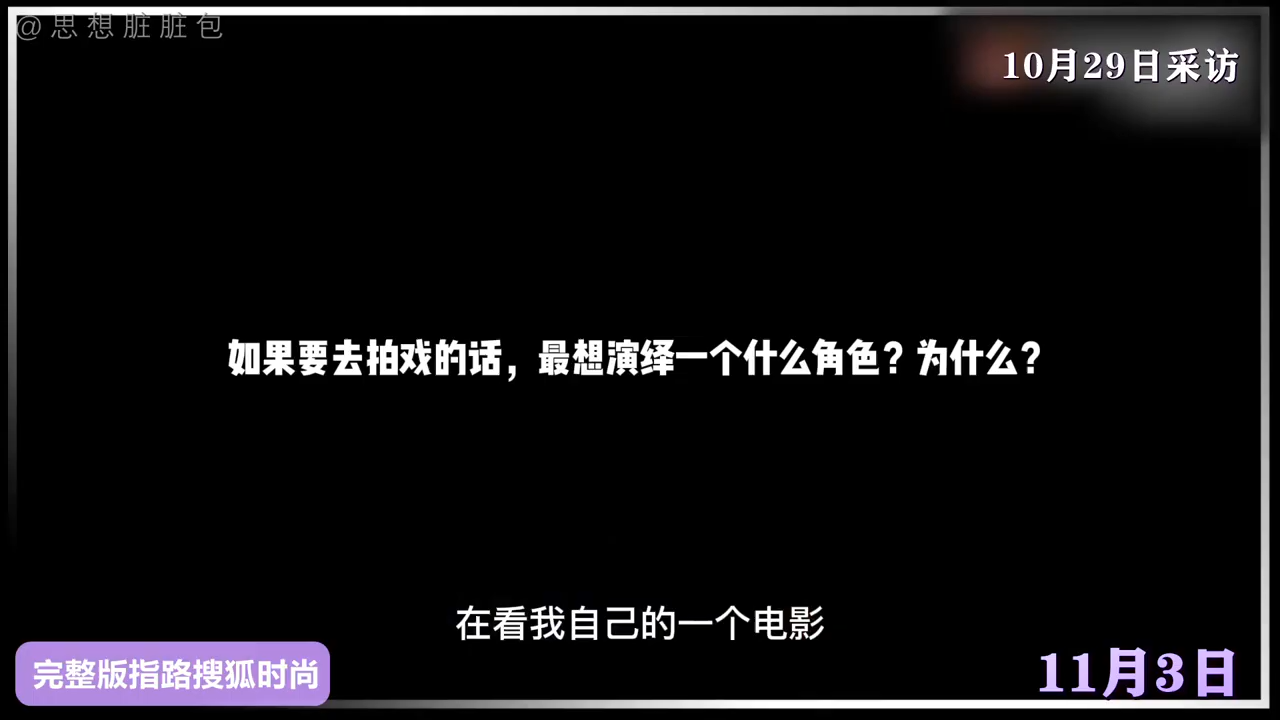 @思想脏脏包
10月29日采访
如果要去拍戏的话，最想演绎一个什么角色？为什么？
在看我自己的一个电影
完整版指路搜狐时尚
11月3日